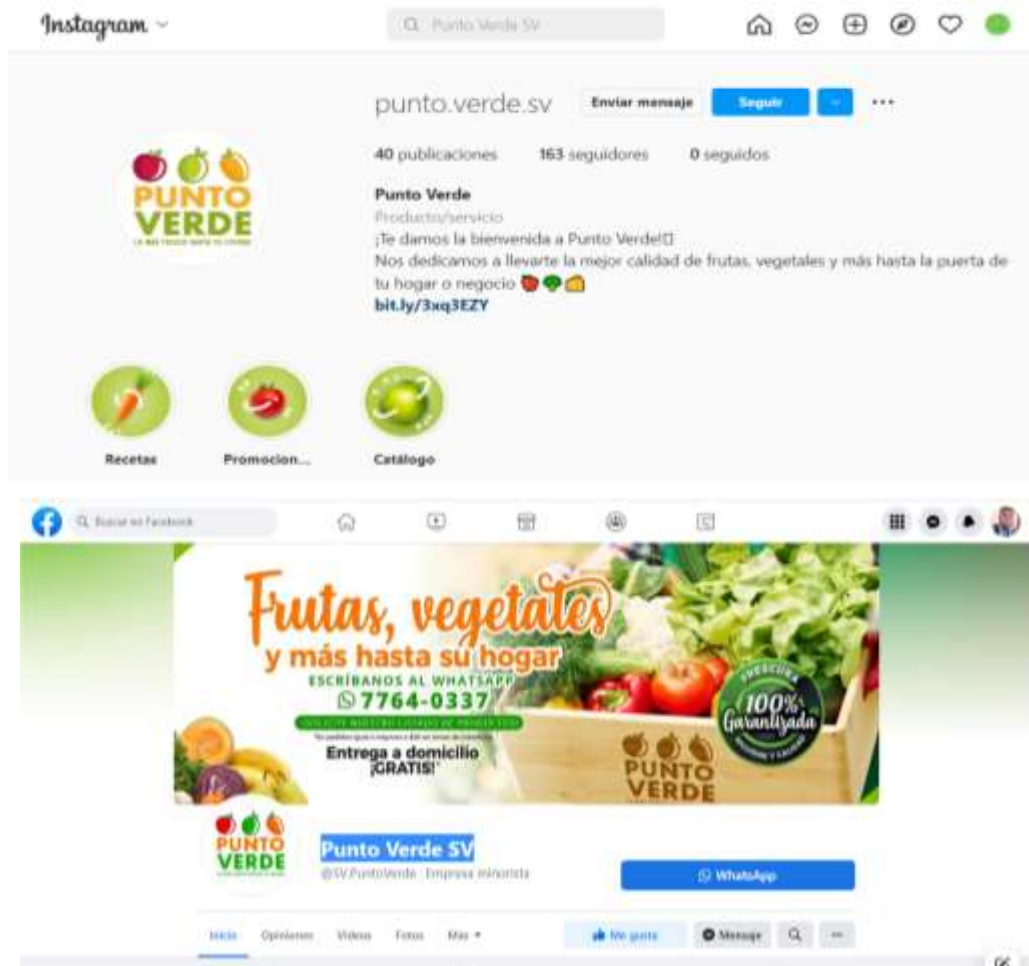 Instagram
Punto Verde SV
punto.verde.sv Enviar mensaje Seguir
40 publicaciones 163 seguidores 0 seguidos
PUNTO
VERDE
Punto Verde
Producto/servicio
¡Te damos la bienvenida a Punto Verde!
Nos dedicamos a llevarte la mejor calidad de frutas, vegetales y más hasta la puerta de
tu hogar o negocio
bit.ly/3xq3EZY
Recetas Promocion... Catálogo
Buscar en Facebook
Frutas, vegetales
y más hasta su hogar
ESCRÍBANOS AL WHATSAPP
7764-0337
Entrega a domicilio
¡GRATIS!*
FRESCURA
100%
Garantizada
PUNTO
VERDE
PUNTO
VERDE
Punto Verde SV
@SV.PuntoVerde · Empresa minorista
WhatsApp
Inicio Opiniones Videos Fotos Más Me gusta Mensaje